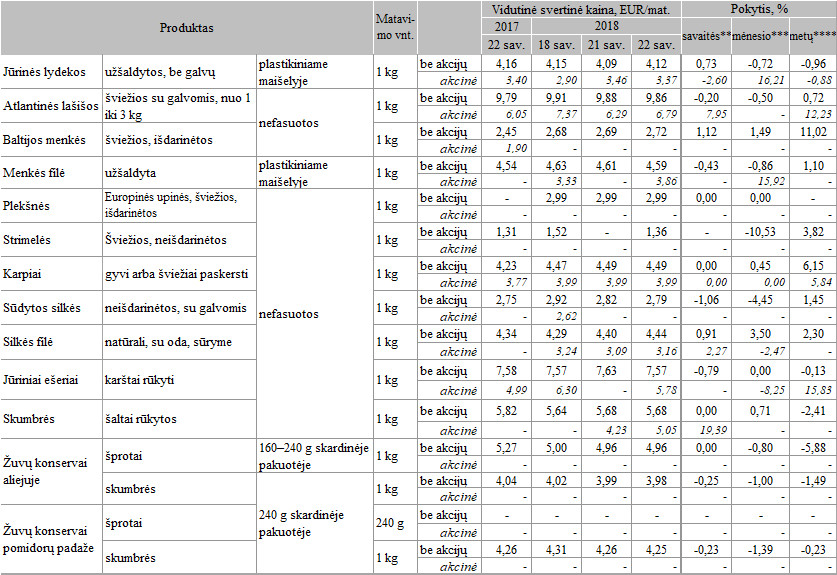 Produktas Matavi-mo vnt. Vidutinė svertinė kaina, EUR/mat. Pokytis, %
2017 2018 savaitės** mėnesio*** metų****
22 sav. 18 sav. 21 sav. 22 sav.
Jūrinės lydekos užšaldytos, be galvų plastikiniame maišelyje 1 kg be akcijų 4,16 4,15 4,09 4,12 0,73 -0,72 -0,96
akcinė 3,40 2,90 3,46 3,37 -2,60 16,21 -0,88
Atlantinės lašišos šviežios su galvomis, nuo 1 iki 3 kg nefasuotos 1 kg be akcijų 9,79 9,91 9,88 9,86 -0,20 -0,50 0,72
akcinė 6,05 7,37 6,29 6,79 7,95 - 12,23
Baltijos menkės šviežios, išdarinėtos 1 kg be akcijų 2,45 2,68 2,69 2,72 1,12 1,49 11,02
akcinė 1,90 - - - - - -
Menkės filė užšaldyta plastikiniame maišelyje 1 kg be akcijų 4,54 4,63 4,61 4,59 -0,43 -0,86 1,10
akcinė - 3,33 - 3,86 - 15,92 -
Plekšnės Europinės upinės, šviežios, išdarinėtos nefasuotos 1 kg be akcijų - 2,99 2,99 2,99 0,00 0,00 -
akcinė - - - - - - -
Strimelės Šviežios, neišdarinėtos 1 kg be akcijų 1,31 1,52 - 1,36 - -10,53 3,82
akcinė - - - - - - -
Karpiai gyvi arba šviežiai paskersti 1 kg be akcijų 4,23 4,47 4,49 4,49 0,00 0,45 6,15
akcinė 3,77 3,99 3,99 3,99 0,00 0,00 5,84
Sūdytos silkės neišdarinėtos, su galvomis 1 kg be akcijų 2,75 2,92 2,82 2,79 -1,06 -4,45 1,45
akcinė - 2,62 - - - - -
Silkės filė natūrali, su oda, sūryme 1 kg be akcijų 4,34 4,29 4,40 4,44 0,91 3,50 2,30
akcinė - 3,24 3,09 3,16 2,27 -2,47 -
Jūriniai ešeriai karštai rūkyti 1 kg be akcijų 7,58 7,57 7,63 7,57 -0,79 0,00 -0,13
akcinė 4,99 6,30 - 5,78 - -8,25 15,83
Skumbrės šaltai rūkytos 1 kg be akcijų 5,82 5,64 5,68 5,68 0,00 0,71 -2,41
akcinė - - 4,23 5,05 19,39 - -
Žuvų konservai aliejuje šprotai 160–240 g skardinėje pakuotėje 1 kg be akcijų 5,27 5,00 4,96 4,96 0,00 -0,80 -5,88
akcinė - - - - - - -
skumbrės 240 g skardinėje pakuotėje 1 kg be akcijų 4,04 4,02 3,99 3,98 -0,25 -1,00 -1,49
akcinė - - - - - - -
Žuvų konservai pomidorų padaže šprotai 240 g be akcijų - - - - - - -
akcinė - - - - - - -
skumbrės 1 kg be akcijų 4,26 4,31 4,26 4,25 -0,23 -1,39 -0,23
akcinė - - - - - - -